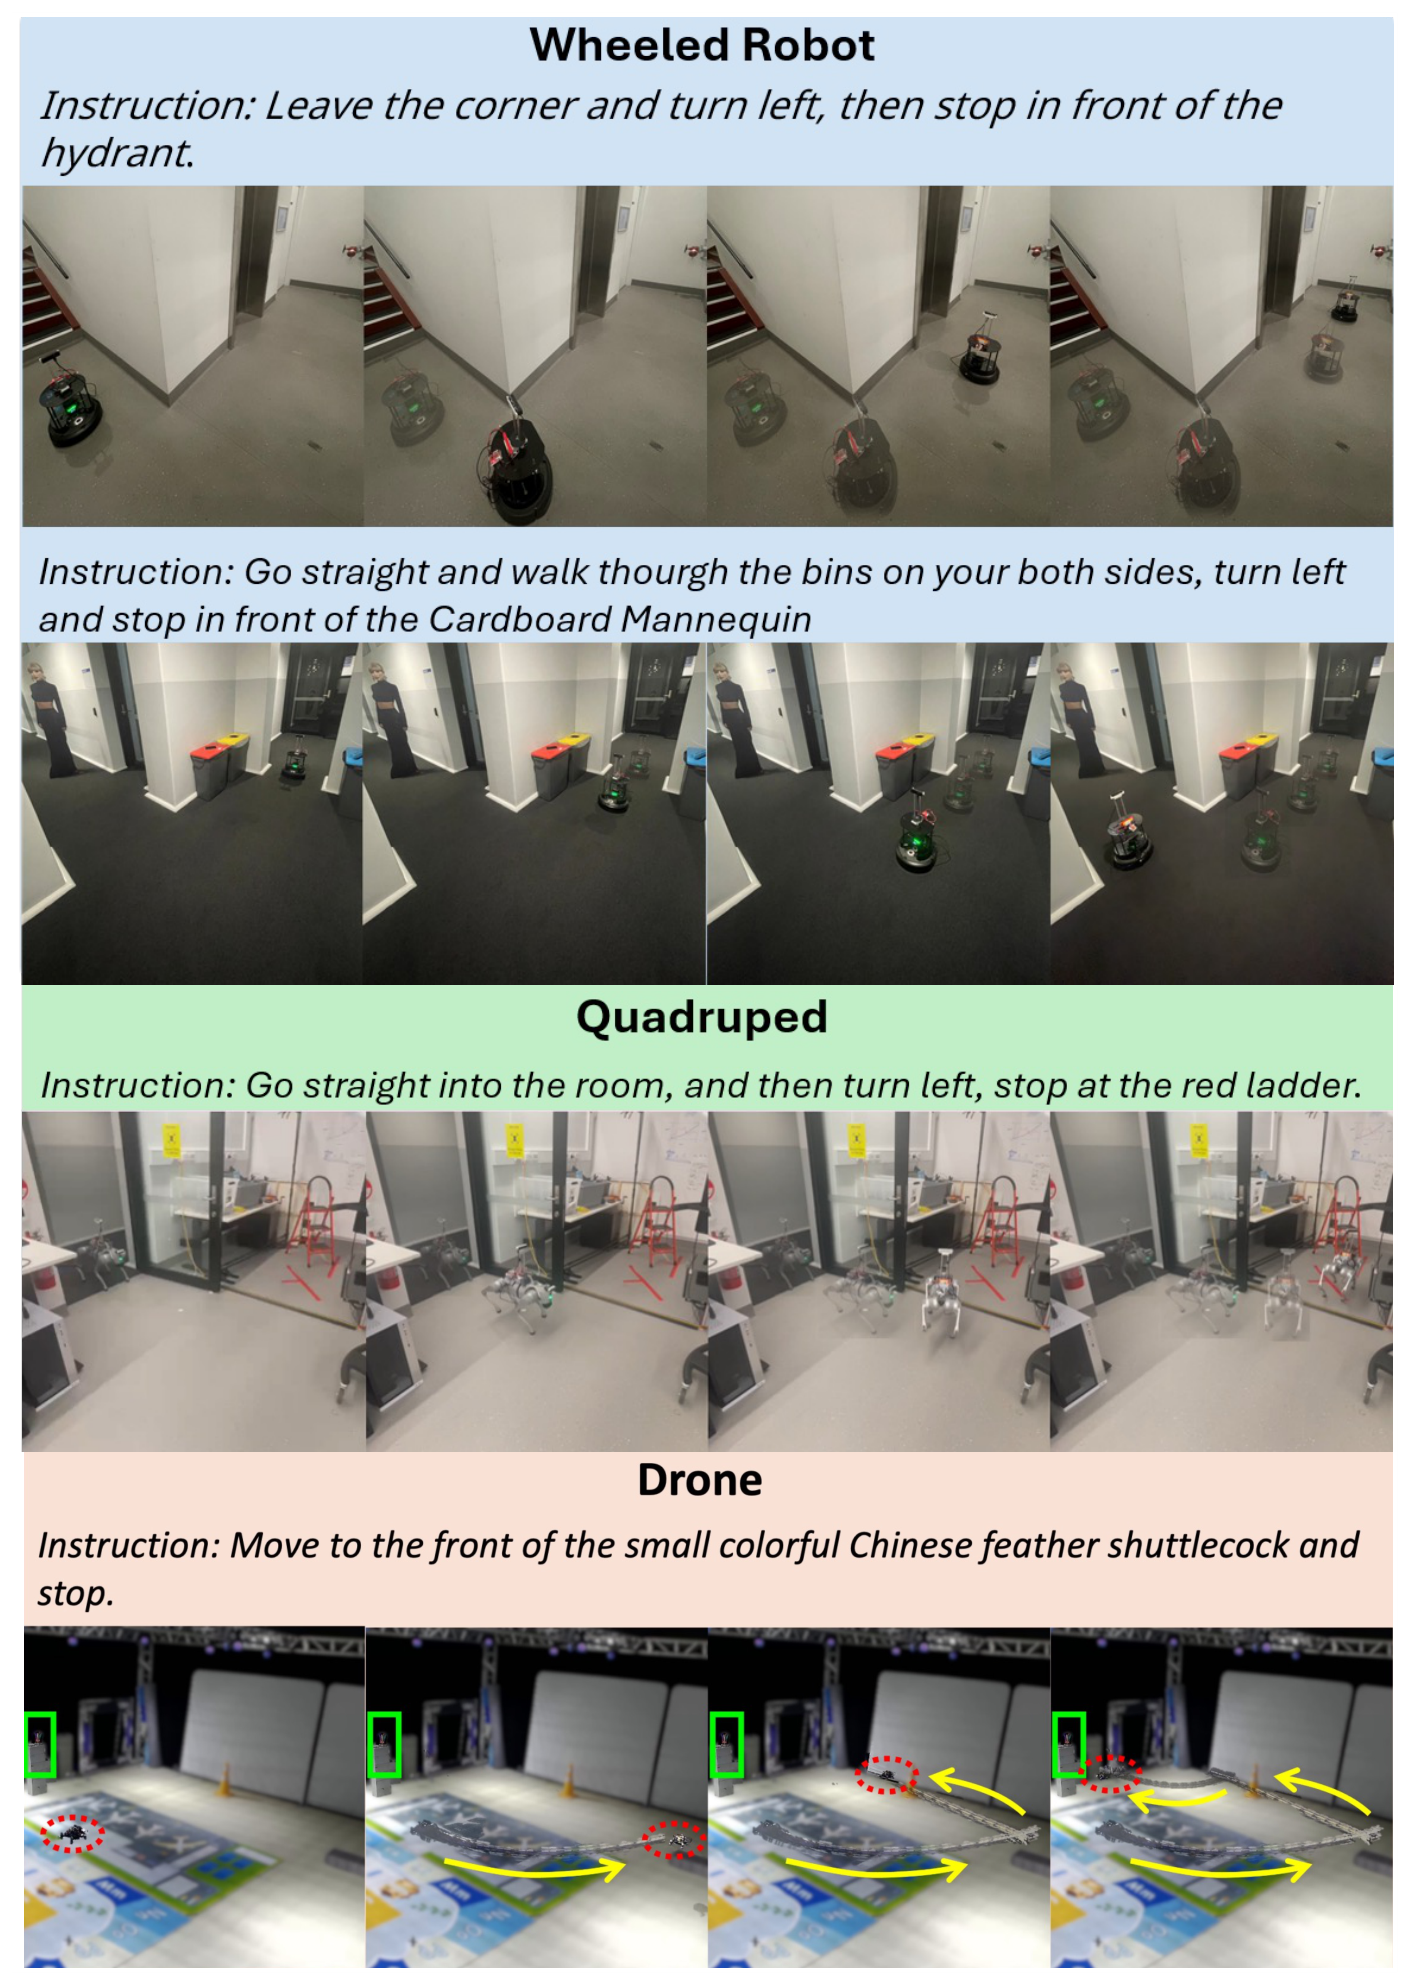 Wheeled Robot
Instruction: Leave the corner and turn left, then stop in front of the
hydrant.
Instruction: Go straight and walk thourgh the bins on your both sides, turn left
and stop in front of the Cardboard Mannequin
Quadruped
Instruction: Go straight into the room, and then turn left, stop at the red ladder.
Drone
Instruction: Move to the front of the small colorful Chinese feather shuttlecock and
stop.